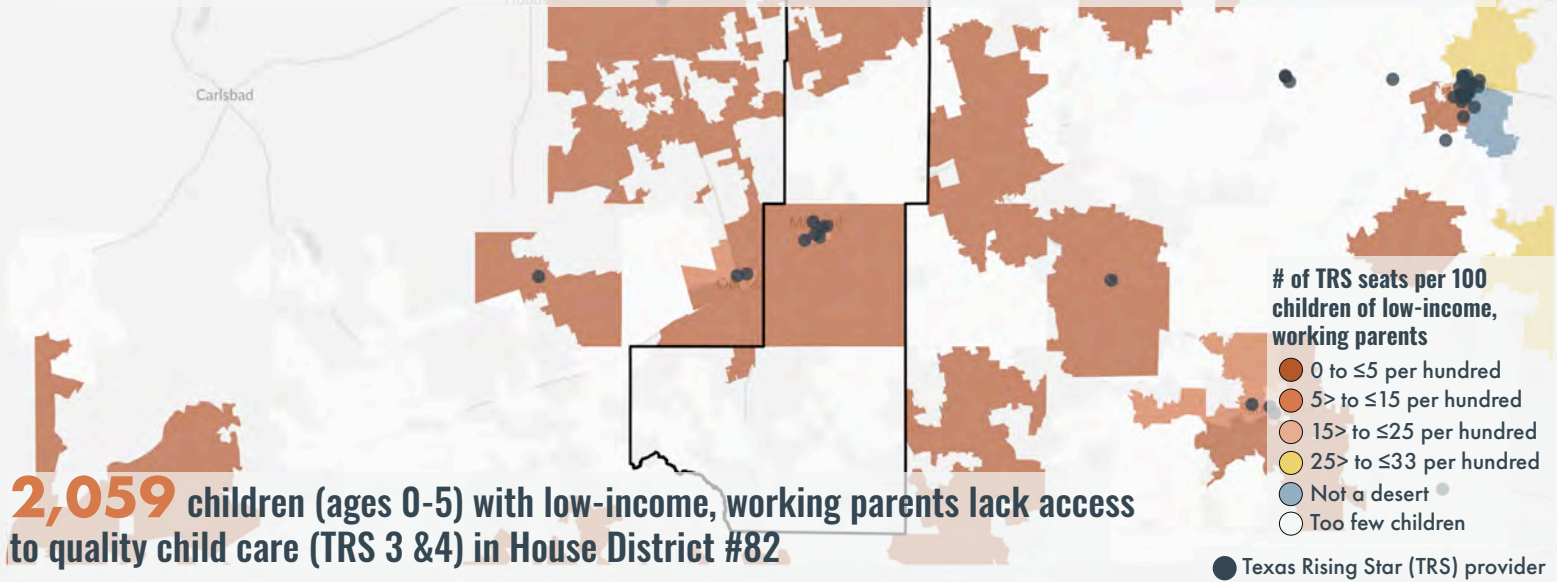 Hobbs
Carlsbad
# of TRS seats per 100
children of low-income,
working parents
0 to ≤5 per hundred
5> to ≤15 per hundred
15> to ≤25 per hundred
25> to ≤33 per hundred
Not a desert
Too few children
Texas Rising Star (TRS) provider
2,059 children (ages 0-5) with low-income, working parents lack access
to quality child care (TRS 3 &4) in House District #82